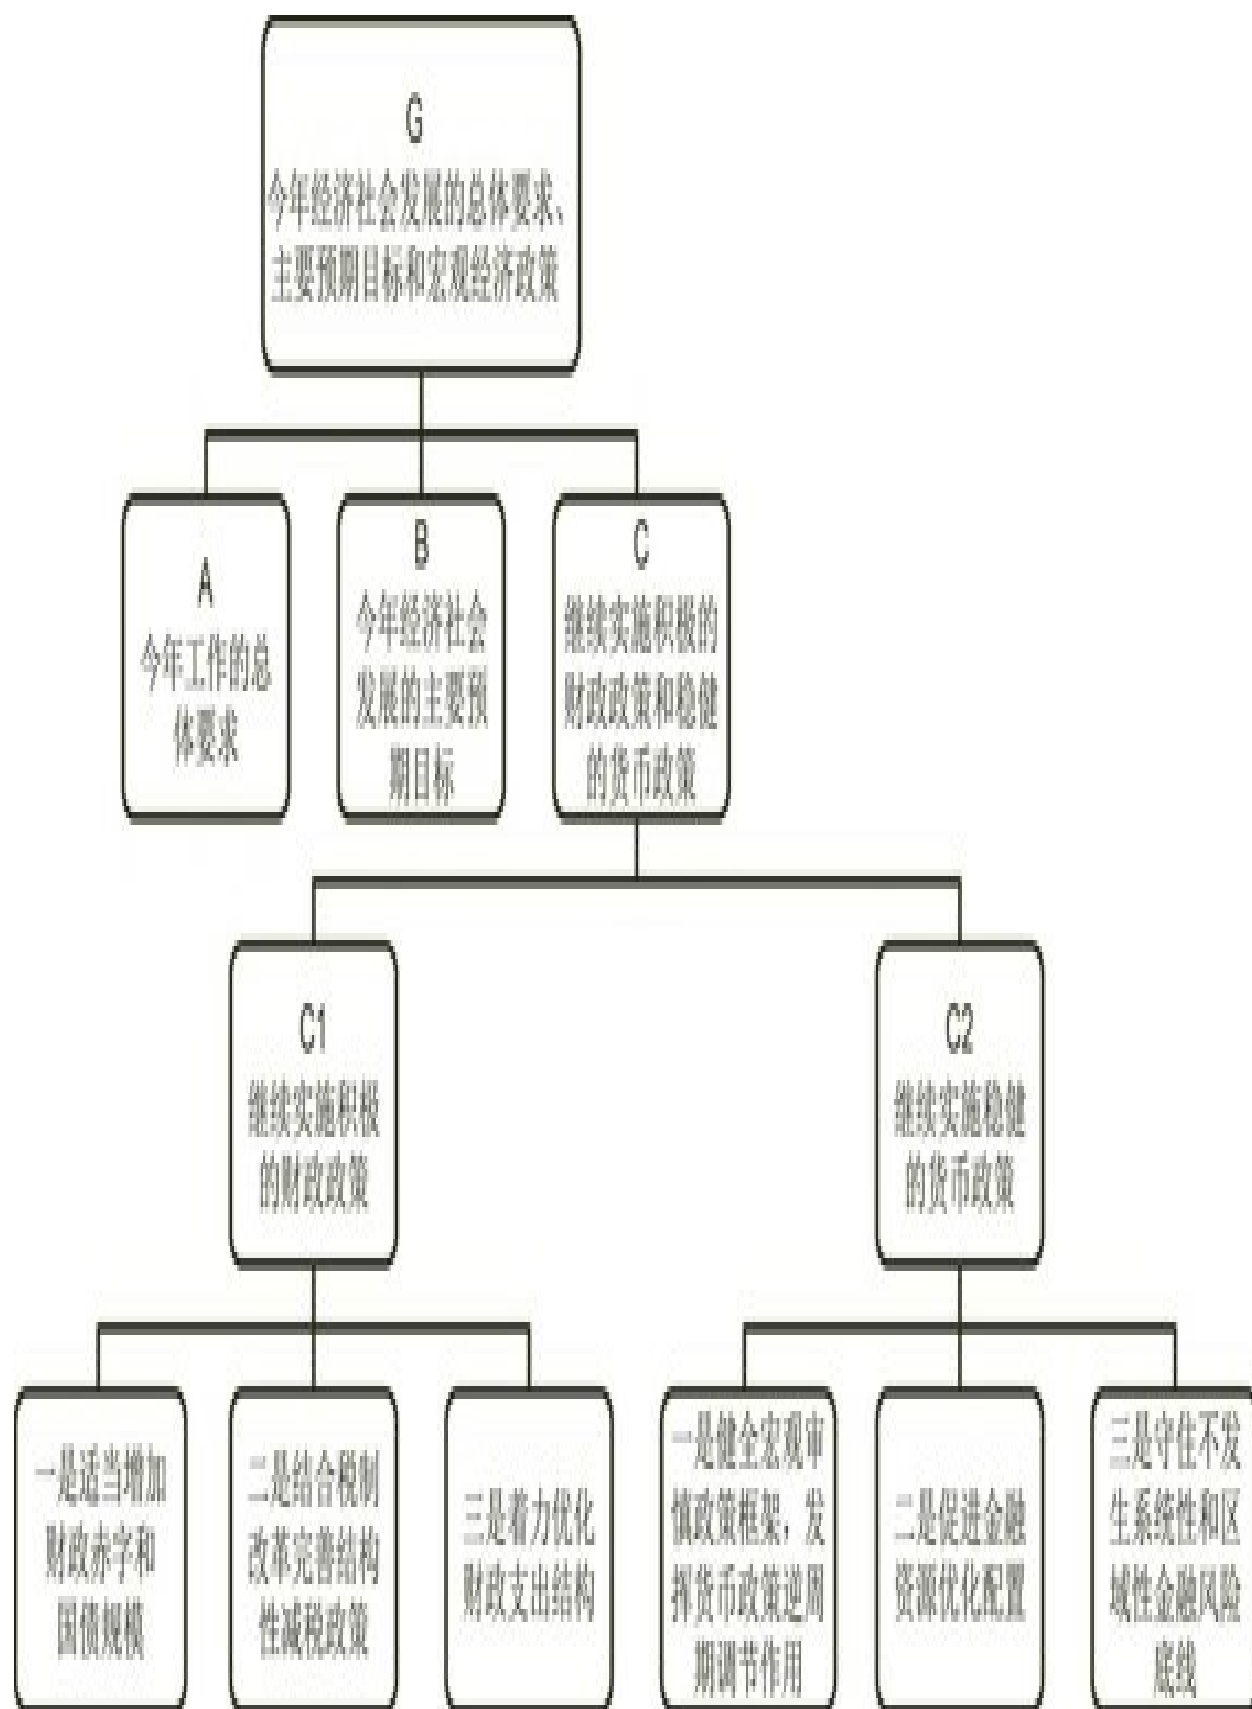 G
今年经济社会发展的总体要求、
主要预期目标和宏观经济政策
A
今年工作的总
体要求
B
今年经济社会
发展的主要预
期目标
C
继续实施积极的
财政政策和稳健
的货币政策
C1
继续实施积极
的财政政策
C2
继续实施稳健
的货币政策
一是适当增加
财政赤字和
国债规模
二是结合税制
改革完善结构
性减税政策
三是着力优化
财政支出结构
一是健全宏观审
慎政策框架，发
挥货币政策逆周
期调节作用
二是促进金融
资源优化配置
三是守住不发
生系统性和区
域性金融风险
底线